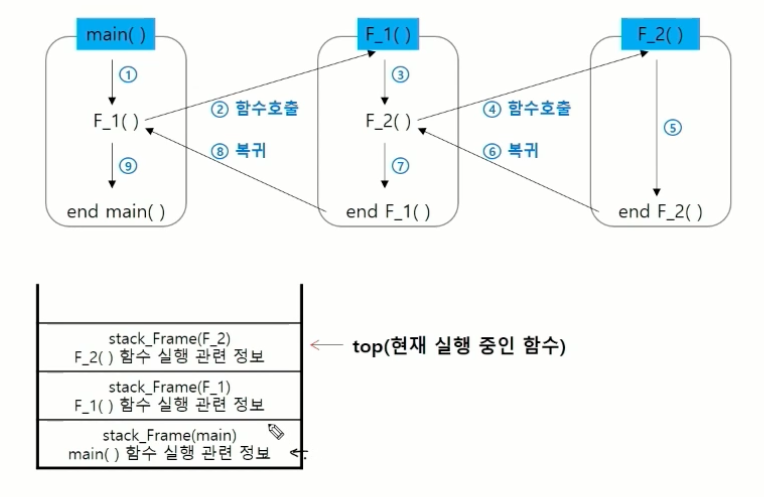 main( )
F_1( )
F_2( )
①
③
F_1( )
② 함수호출
F_2( )
④ 함수호출
⑤
⑨
⑧ 복귀
⑦
⑥ 복귀
end main( )
end F_1( )
end F_2( )
stack_Frame(F_2)
F_2( ) 함수 실행 관련 정보
top(현재 실행 중인 함수)
stack_Frame(F_1)
F_1( ) 함수 실행 관련 정보
stack_Frame(main)
main( ) 함수 실행 관련 정보